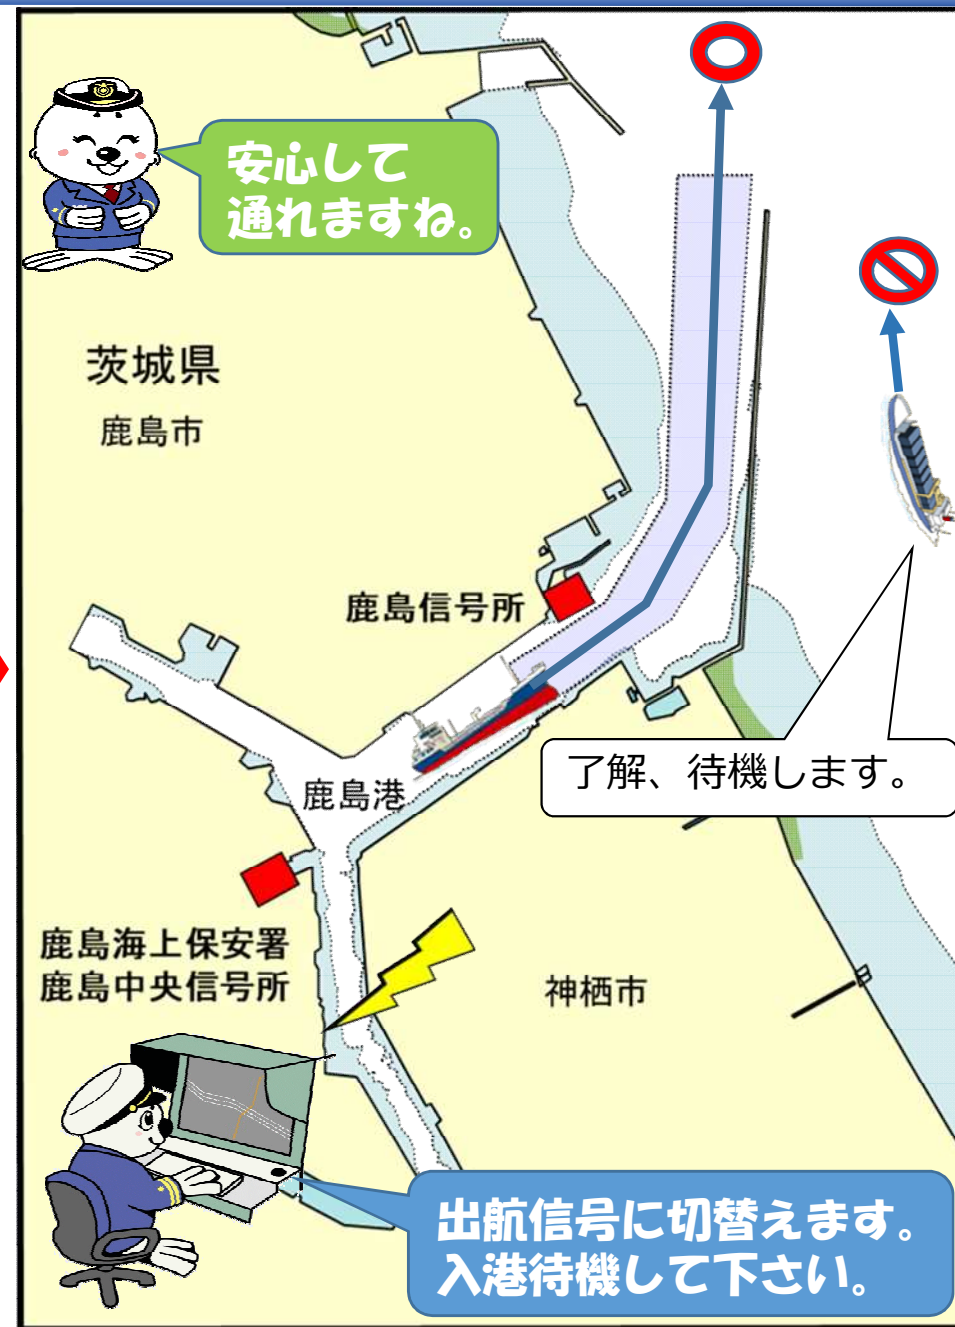 安心して
通れますね。
茨城県
鹿島市
鹿島信号所
了解、待機します。
鹿島港
鹿島海上保安署
鹿島中央信号所
神栖市
出航信号に切替えます。
入港待機して下さい。